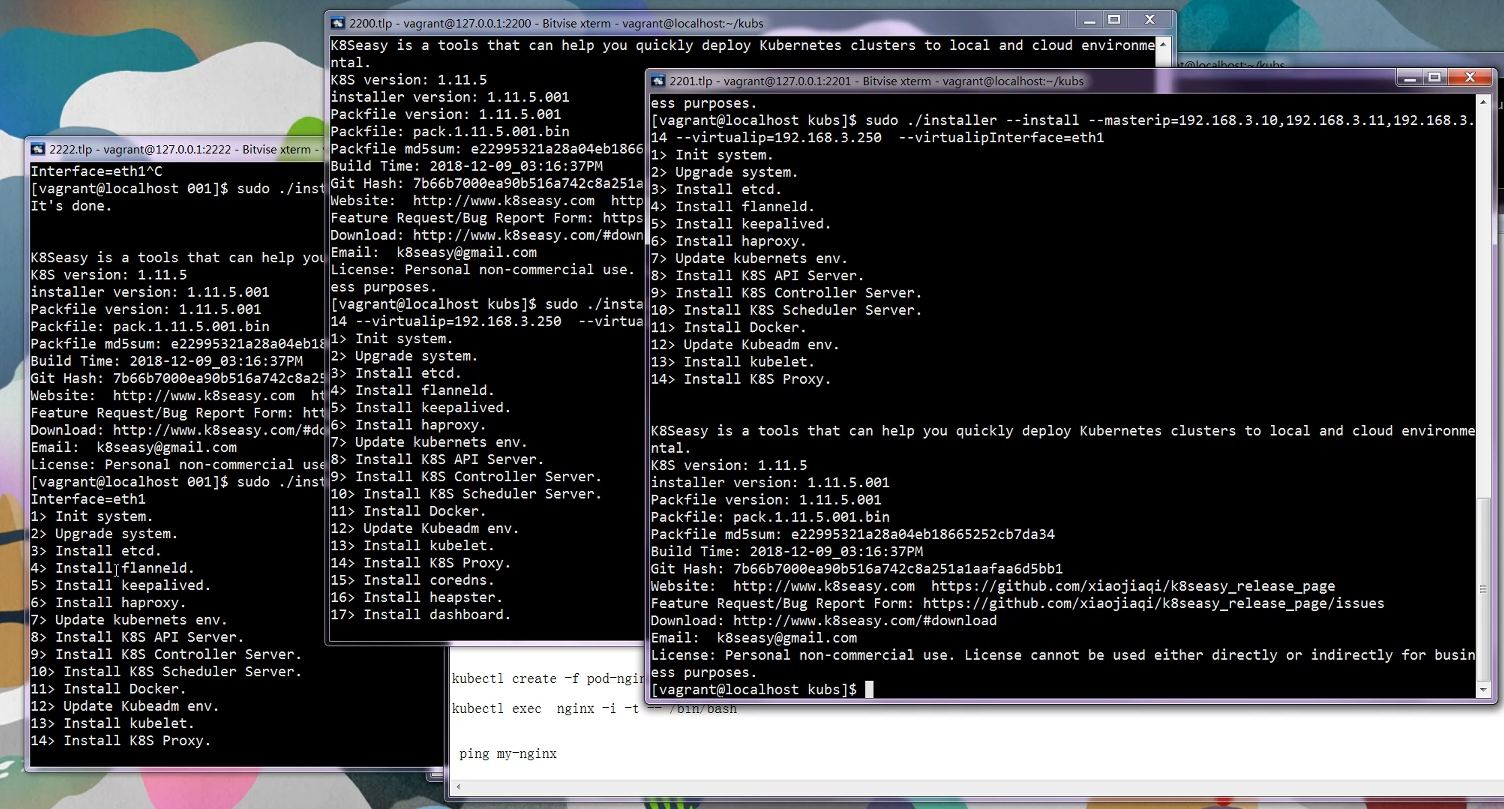 2200.tlp - vagrant@127.0.0.1:2200 - Bitvise xterm - vagrant@localhost:~/kubs
K8Seasy is a tools that can help you quickly deploy Kubernetes clusters to local and cloud environme
ntal.
K8S version: 1.11.5
installer version: 1.11.5.001
Packfile version: 1.11.5.001
Packfile: pack.1.11.5.001.bin
Packfile md5sum: e22995321a28a04eb1866
Build Time: 2018-12-09_03:16:37PM
Git Hash: 7b66b7000ea90b516a742c8a251a
Website:  http://www.k8seasy.com  http
Feature Request/Bug Report Form: https
Download: http://www.k8seasy.com/#down
Email:  k8seasy@gmail.com
License: Personal non-commercial use.
ess purposes.
[vagrant@localhost kubs]$ sudo ./insta
14 --virtualip=192.168.3.250  --virtua
1> Init system.
2> Upgrade system.
3> Install etcd.
4> Install flanneld.
5> Install keepalived.
6> Install haproxy.
7> Update kubernets env.
8> Install K8S API Server.
9> Install K8S Controller Server.
10> Install K8S Scheduler Server.
11> Install Docker.
12> Update Kubeadm env.
13> Install kubelet.
14> Install K8S Proxy.
15> Install coredns.
16> Install heapster.
17> Install dashboard.
2201.tlp - vagrant@127.0.0.1:2201 - Bitvise xterm - vagrant@localhost:~/kubs
ess purposes.
[vagrant@localhost kubs]$ sudo ./installer --install --masterip=192.168.3.10,192.168.3.11,192.168.3.
14 --virtualip=192.168.3.250  --virtualipInterface=eth1
1> Init system.
2> Upgrade system.
3> Install etcd.
4> Install flanneld.
5> Install keepalived.
6> Install haproxy.
7> Update kubernets env.
8> Install K8S API Server.
9> Install K8S Controller Server.
10> Install K8S Scheduler Server.
11> Install Docker.
12> Update Kubeadm env.
13> Install kubelet.
14> Install K8S Proxy.
K8Seasy is a tools that can help you quickly deploy Kubernetes clusters to local and cloud environme
ntal.
K8S version: 1.11.5
installer version: 1.11.5.001
Packfile version: 1.11.5.001
Packfile: pack.1.11.5.001.bin
Packfile md5sum: e22995321a28a04eb18665252cb7da34
Build Time: 2018-12-09_03:16:37PM
Git Hash: 7b66b7000ea90b516a742c8a251a1aafaa6d5bb1
Website:  http://www.k8seasy.com  https://github.com/xiaojiaqi/k8seasy_release_page
Feature Request/Bug Report Form: https://github.com/xiaojiaqi/k8seasy_release_page/issues
Download: http://www.k8seasy.com/#download
Email:  k8seasy@gmail.com
License: Personal non-commercial use. License cannot be used either directly or indirectly for busin
ess purposes.
[vagrant@localhost kubs]$
2222.tlp - vagrant@127.0.0.1:2222 - Bitvise xterm -
Interface=eth1^C
[vagrant@localhost 001]$ sudo ./inst
It's done.
K8Seasy is a tools that can help you
K8S version: 1.11.5
installer version: 1.11.5.001
Packfile version: 1.11.5.001
Packfile: pack.1.11.5.001.bin
Packfile md5sum: e22995321a28a04eb18
Build Time: 2018-12-09_03:16:37PM
Git Hash: 7b66b7000ea90b516a742c8a25
Website:  http://www.k8seasy.com  ht
Feature Request/Bug Report Form: htt
Download: http://www.k8seasy.com/#do
Email:  k8seasy@gmail.com
License: Personal non-commercial use
[vagrant@localhost 001]$ sudo ./inst
Interface=eth1
1> Init system.
2> Upgrade system.
3> Install etcd.
4> Install flanneld.
5> Install keepalived.
6> Install haproxy.
7> Update kubernets env.
8> Install K8S API Server.
9> Install K8S Controller Server.
10> Install K8S Scheduler Server.
11> Install Docker.
12> Update Kubeadm env.
13> Install kubelet.
14> Install K8S Proxy.
kubectl create -f pod-ngin
kubectl exec  nginx -i -t -- /bin/bash
ping my-nginx